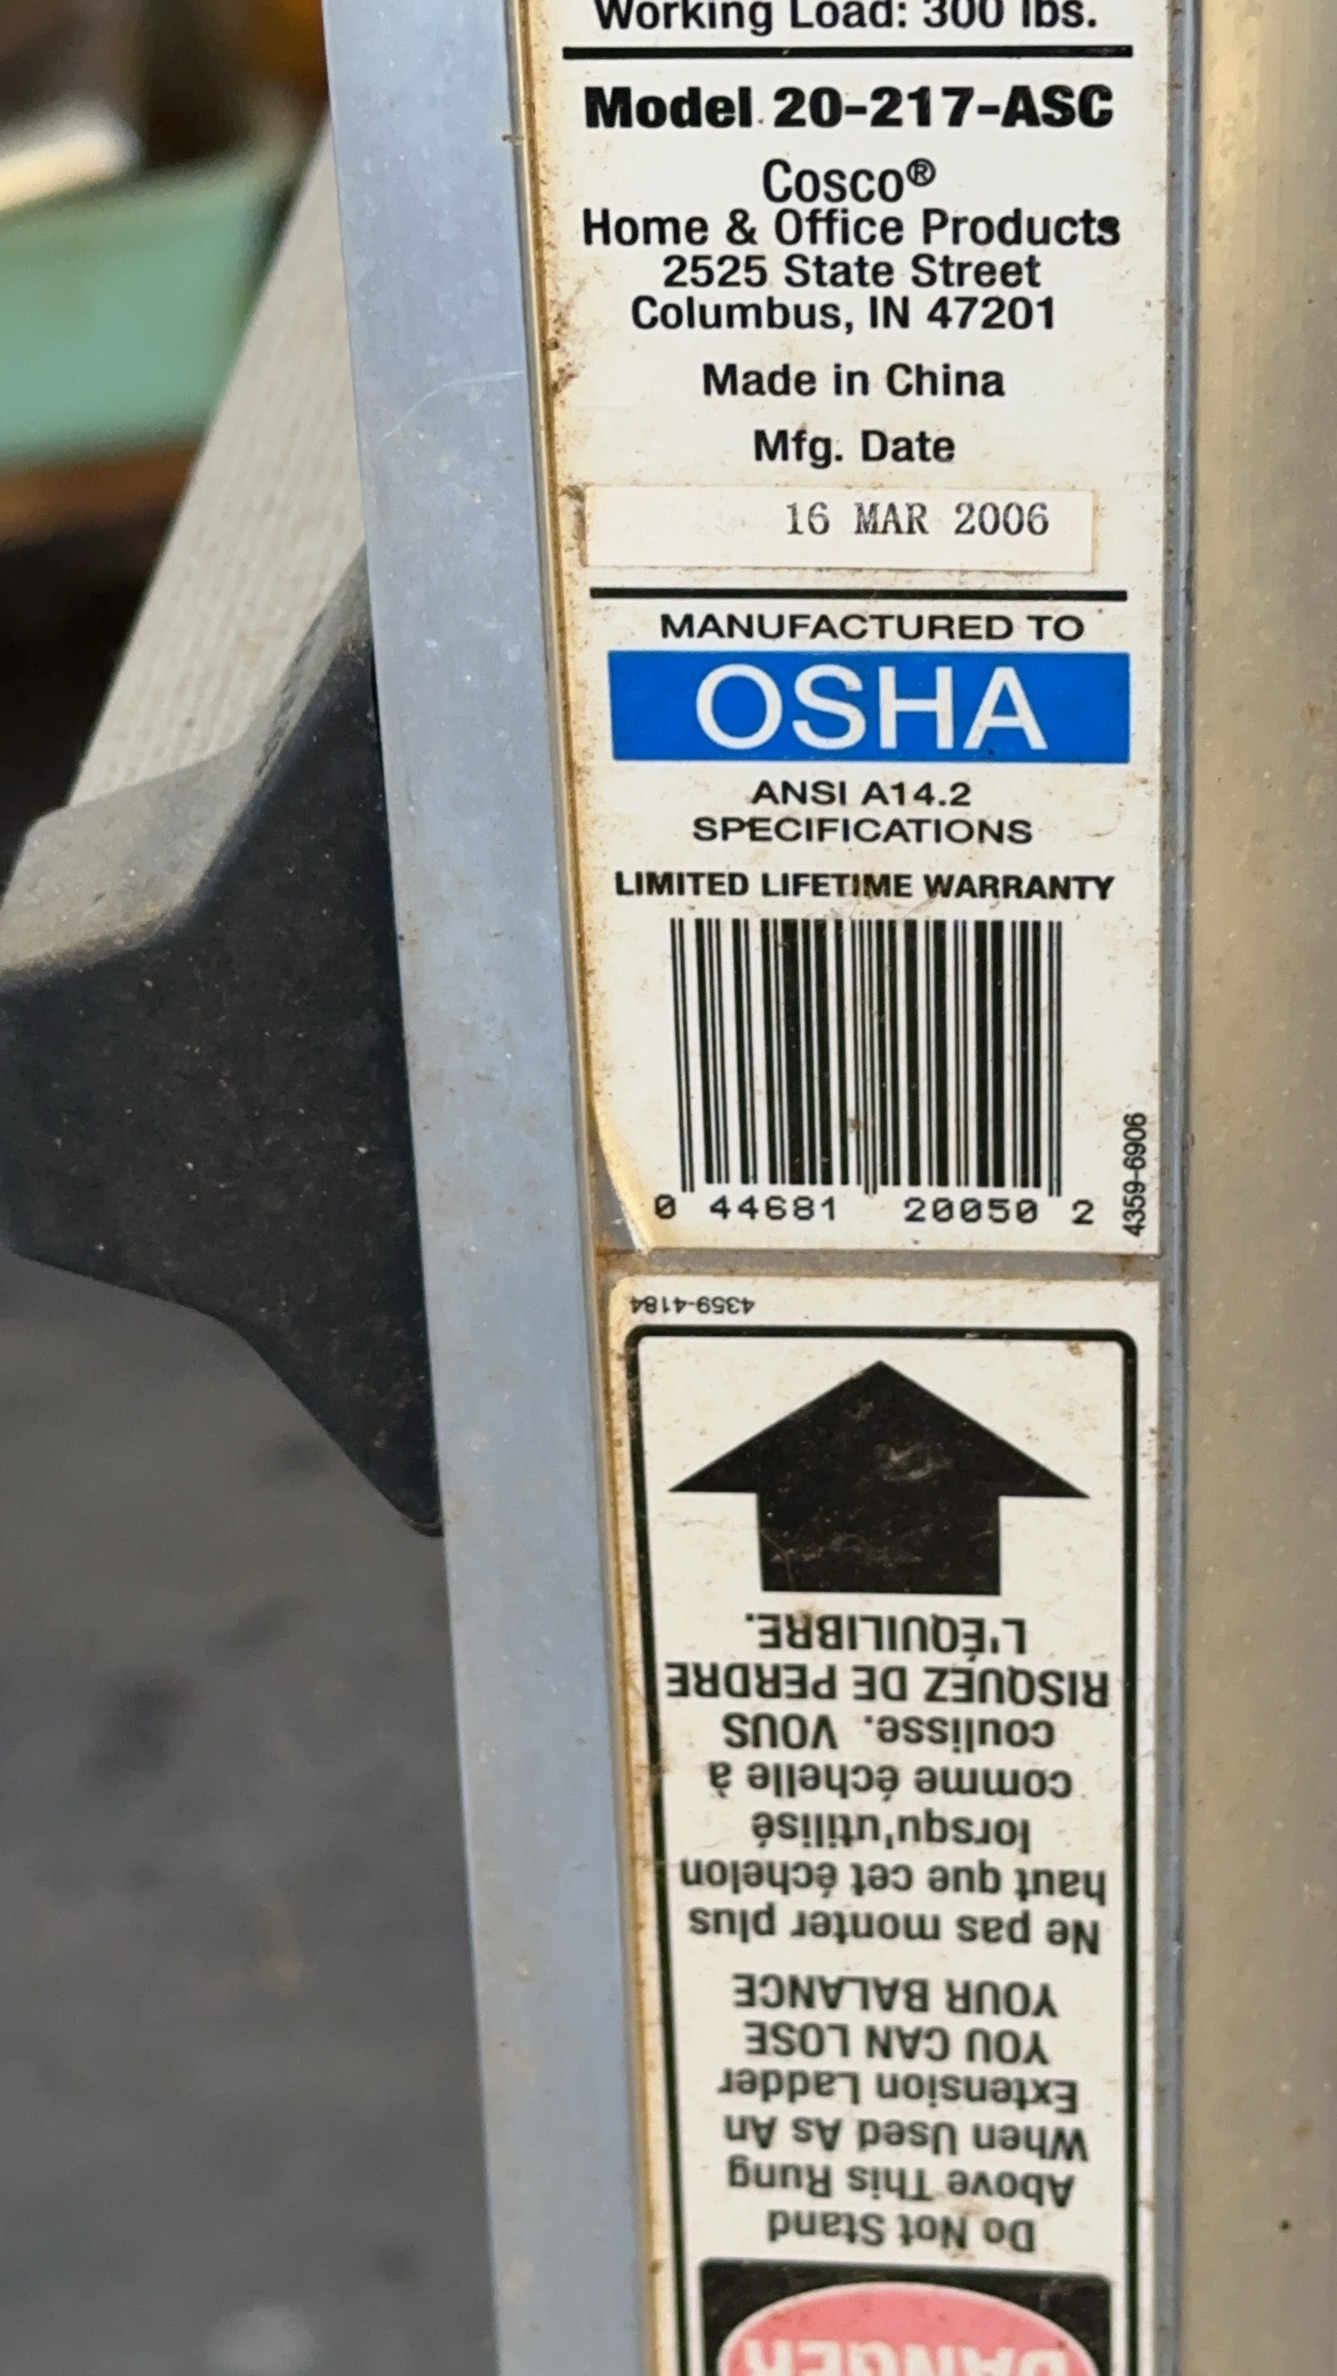 Working Load: 300 lbs.
Model 20-217-ASC
Cosco®
Home & Office Products
2525 State Street
Columbus, IN 47201
Made in China
Mfg. Date
16 MAR 2006
MANUFACTURED TO
OSHA
ANSI A14.2
SPECIFICATIONS
LIMITED LIFETIME WARRANTY
0 44681 20050 2
4359-6906
DANGER
Do Not Stand
Above This Rung
When Used As An
Extension Ladder
YOU CAN LOSE
YOUR BALANCE
Ne pas monter plus
haut que cet échelon
lorsqu'utilisé
comme échelle à
coulisse. VOUS
RISQUEZ DE PERDRE
L'ÉQUILIBRE.
4359-4184